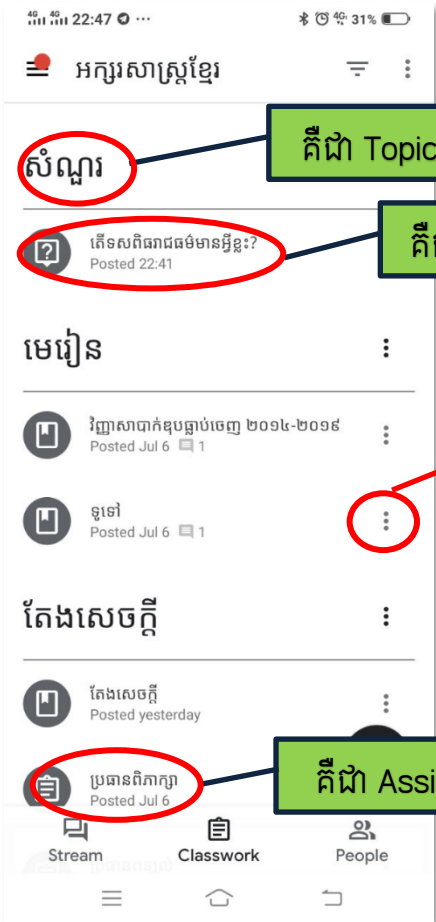 4G 4G 22:47 ··· 4G 31%
អក្សរសាស្ត្រខ្មែរ
សំណួរ
គឺជា Topic
តើទសពិធរាជធម៌មានអ្វីខ្លះ?
Posted 22:41
មេរៀន
វិញ្ញាសាបាក់ឌុបធ្លាប់ចេញ ២០១៤-២០១៩
Posted Jul 6 1
ទូទៅ
Posted Jul 6 1
តែងសេចក្តី
តែងសេចក្តី
Posted yesterday
ប្រធានពិភាក្សា
Posted Jul 6
គឺជា Assi
Stream Classwork People